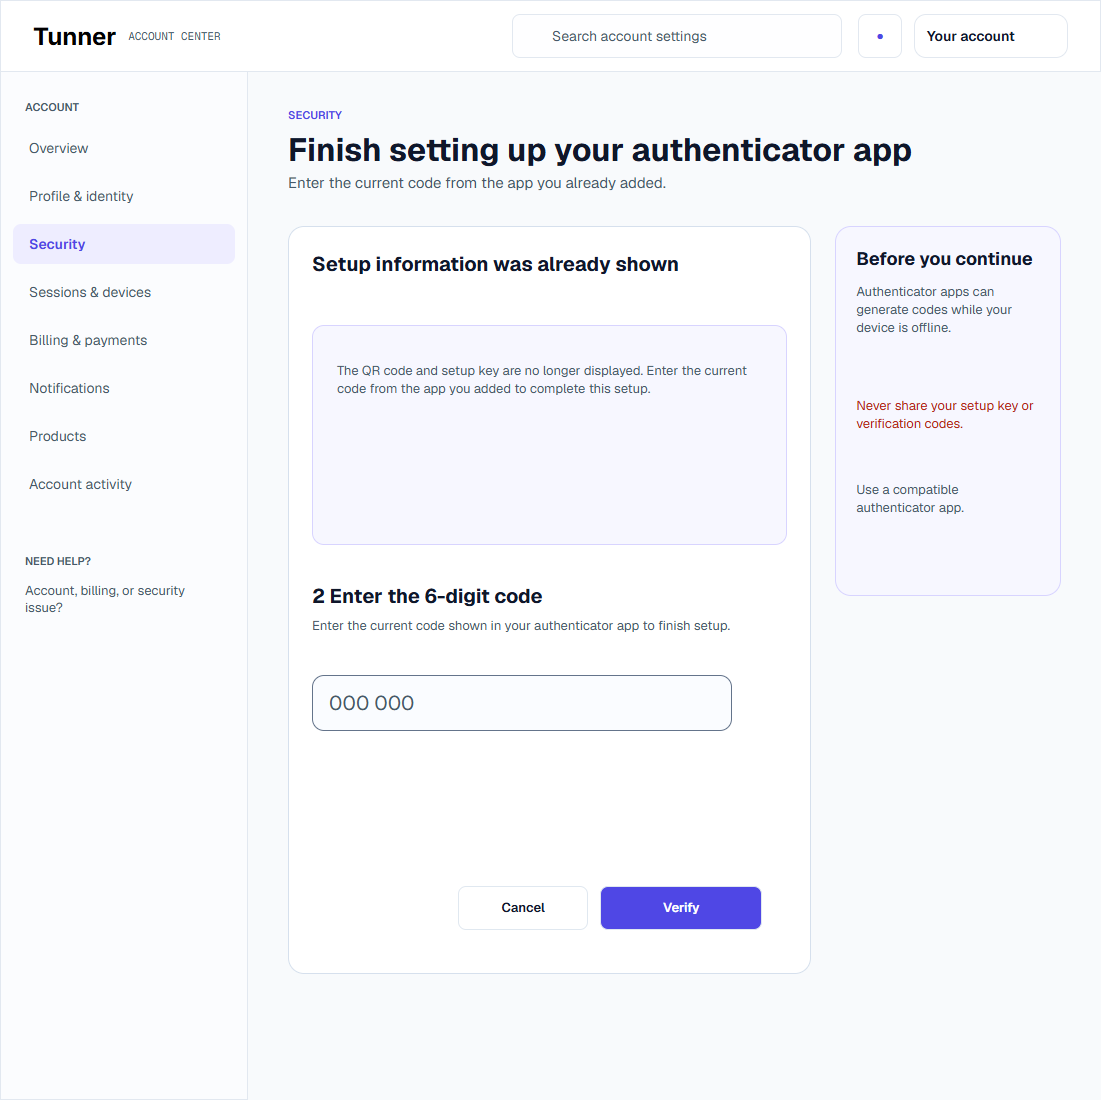 Tunner ACCOUNT CENTER
Search account settings
Your account
ACCOUNT
Overview
Profile & identity
Security
Sessions & devices
Billing & payments
Notifications
Products
Account activity
NEED HELP?
Account, billing, or security
issue?
SECURITY
Finish setting up your authenticator app
Enter the current code from the app you already added.
Setup information was already shown
The QR code and setup key are no longer displayed. Enter the current
code from the app you added to complete this setup.
2 Enter the 6-digit code
Enter the current code shown in your authenticator app to finish setup.
000 000
Cancel
Verify
Before you continue
Authenticator apps can
generate codes while your
device is offline.
Never share your setup key or
verification codes.
Use a compatible
authenticator app.